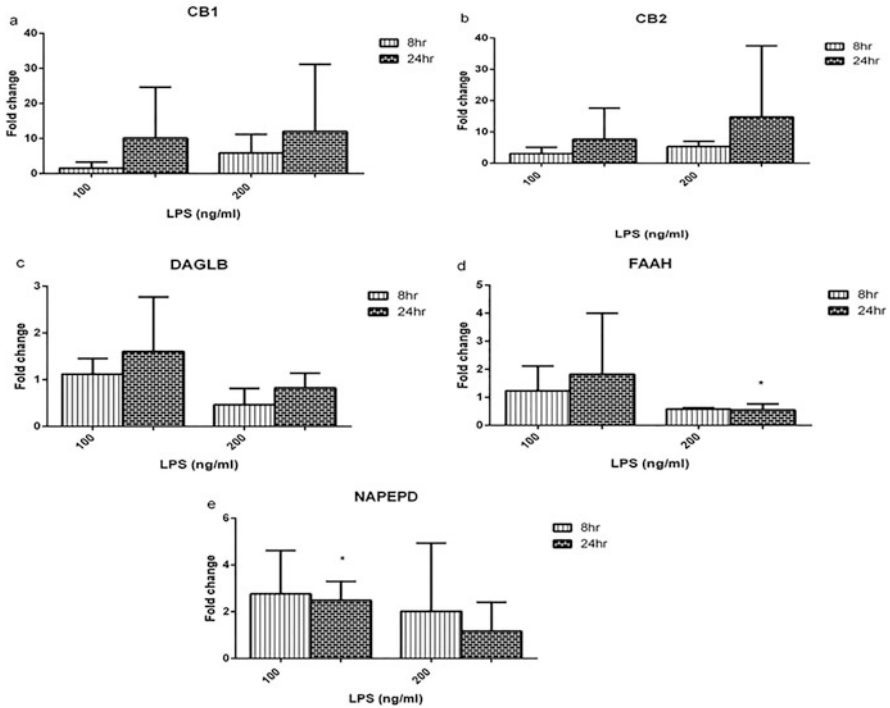 a
CB1
Fold change
40
30
20
10
0
100
200
LPS (ng/ml)
8hr
24hr
b
CB2
Fold change
40
30
20
10
0
100
200
LPS (ng/ml)
8hr
24hr
c
DAGLB
Fold change
3
2
1
0
100
200
LPS (ng/ml)
8hr
24hr
d
FAAH
Fold change
5
4
3
2
1
0
*
100
200
LPS (ng/ml)
8hr
24hr
e
NAPEPD
Fold change
6
4
2
0
*
100
200
LPS (ng/ml)
8hr
24hr